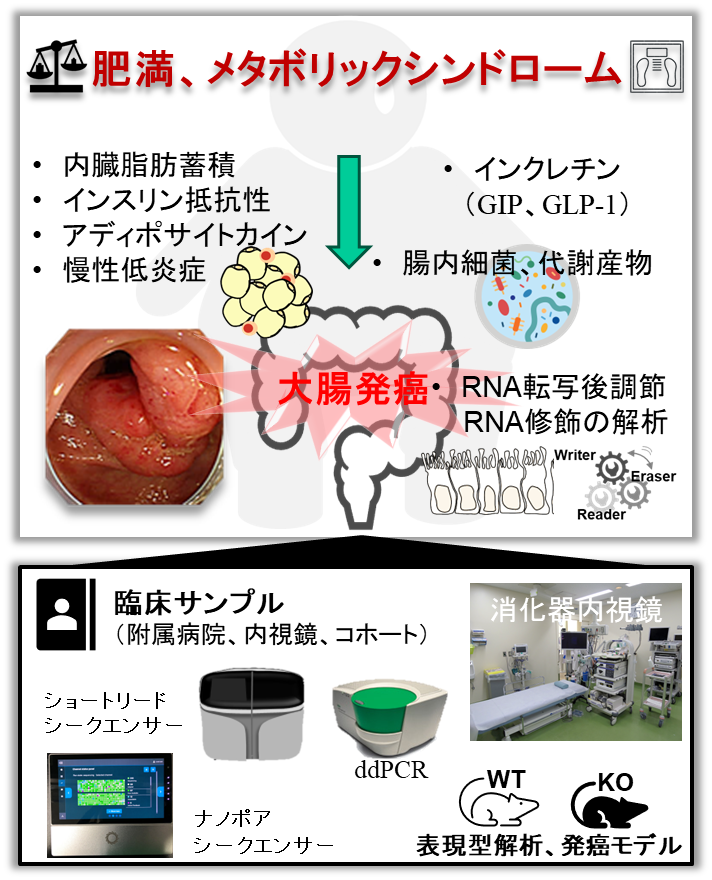 肥満、メタボリックシンドローム
• 内臓脂肪蓄積
• インスリン抵抗性
• アディポサイトカイン
• 慢性低炎症
• インクレチン
（GIP、GLP-1）
• 腸内細菌、代謝産物
大腸発癌
• RNA転写後調節
RNA修飾の解析
Writer
Eraser
Reader
臨床サンプル
（附属病院、内視鏡、コホート）
消化器内視鏡
ショートリード
シークエンサー
ddPCR
ナノポア
シークエンサー
WT
KO
表現型解析、発癌モデル